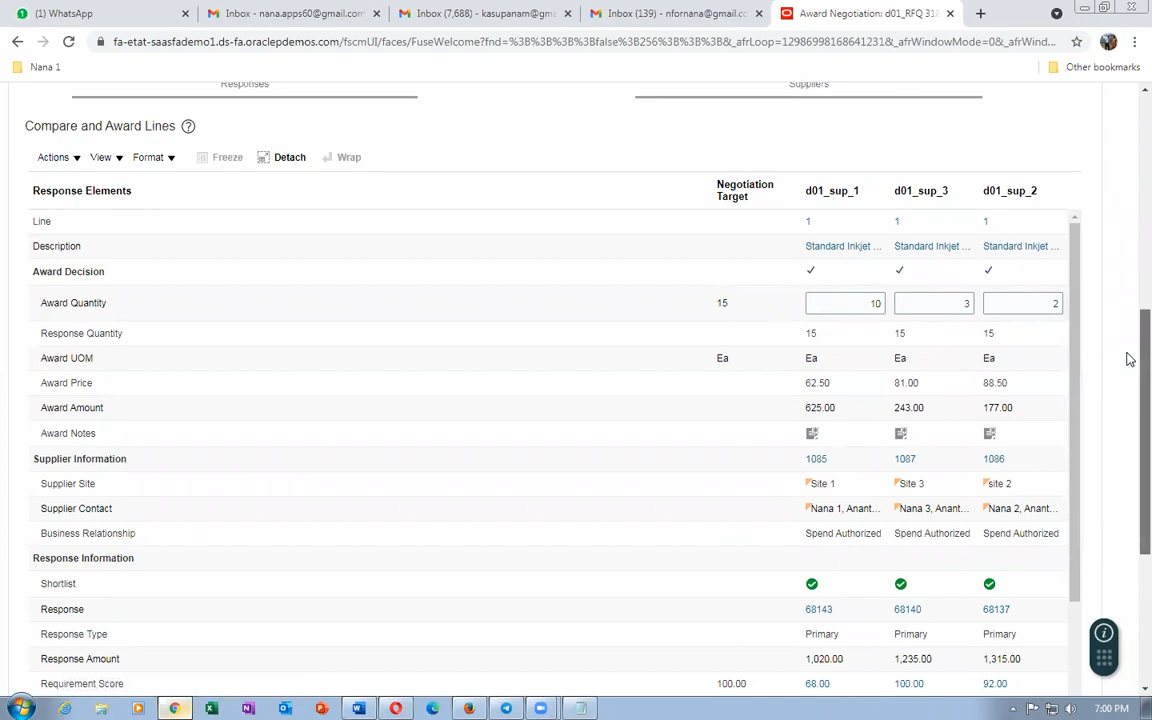 (1) WhatsApp
Inbox - nana.apps60@gmail.com
Inbox (7,688) - kasupanam@gma
Inbox (139) - nfornana@gmail.cc
Award Negotiation: d01_RFQ 318
fa-etat-saasfademo1.ds-fa.oraclepdemos.com/fscmUI/faces/FuseWelcome?fnd=%3B%3B%3B%3Bfalse%3B256%3B%3B%3B&_afrLoop=12986998168641231&_afrWindowMode=0&_afrWind...
Nana 1 Other bookmarks
Responses Suppliers
Compare and Award Lines
Actions View Format Freeze Detach Wrap
Response Elements Negotiation Target d01_sup_1 d01_sup_3 d01_sup_2
Line 1 1 1
Description Standard Inkjet ... Standard Inkjet ... Standard Inkjet ...
Award Decision
Award Quantity 15 10 3 2
Response Quantity 15 15 15
Award UOM Ea Ea Ea Ea
Award Price 62.50 81.00 88.50
Award Amount 625.00 243.00 177.00
Award Notes
Supplier Information 1085 1087 1086
Supplier Site Site 1 Site 3 site 2
Supplier Contact Nana 1, Anant... Nana 3, Anant... Nana 2, Anant...
Business Relationship Spend Authorized Spend Authorized Spend Authorized
Response Information
Shortlist
Response 68143 68140 68137
Response Type Primary Primary Primary
Response Amount 1,020.00 1,235.00 1,315.00
Requirement Score 100.00 68.00 100.00 92.00
7:00 PM